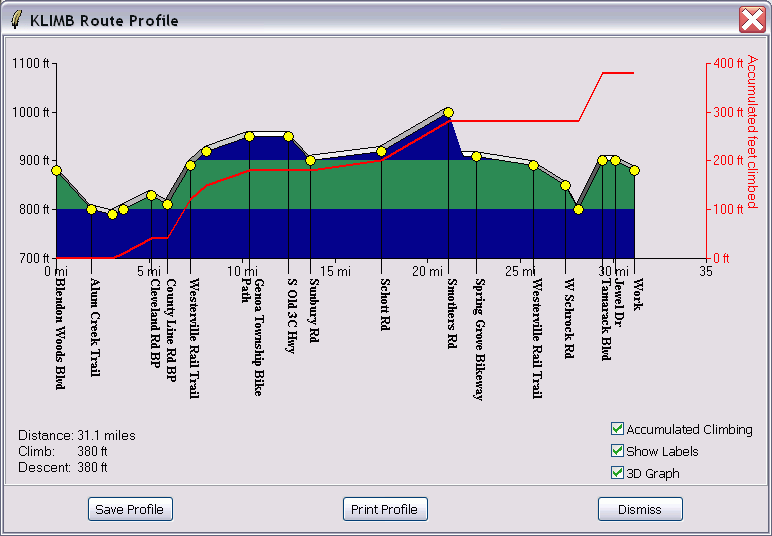 KLIMB Route Profile
1100 ft
1000 ft
900 ft
800 ft
700 ft
400 ft
300 ft
200 ft
100 ft
0 ft
Accumulated feet climbed
0 mi
5 mi
10 mi
15 mi
20 mi
25 mi
30 mi
35
Blendon Woods Blvd
Alum Creek Trail
Cleveland Rd BP
County Line Rd BP
Westerville Rail Trail
Genoa Township Bike
Path
S Old 3C Hwy
Sunbury Rd
Schott Rd
Smothers Rd
Spring Grove Bikeway
Westerville Rail Trail
W Schrock Rd
Tamarack Blvd
Jewel Dr
Work
Distance: 31.1 miles
Climb: 380 ft
Descent: 380 ft
Accumulated Climbing
Show Labels
3D Graph
Save Profile
Print Profile
Dismiss